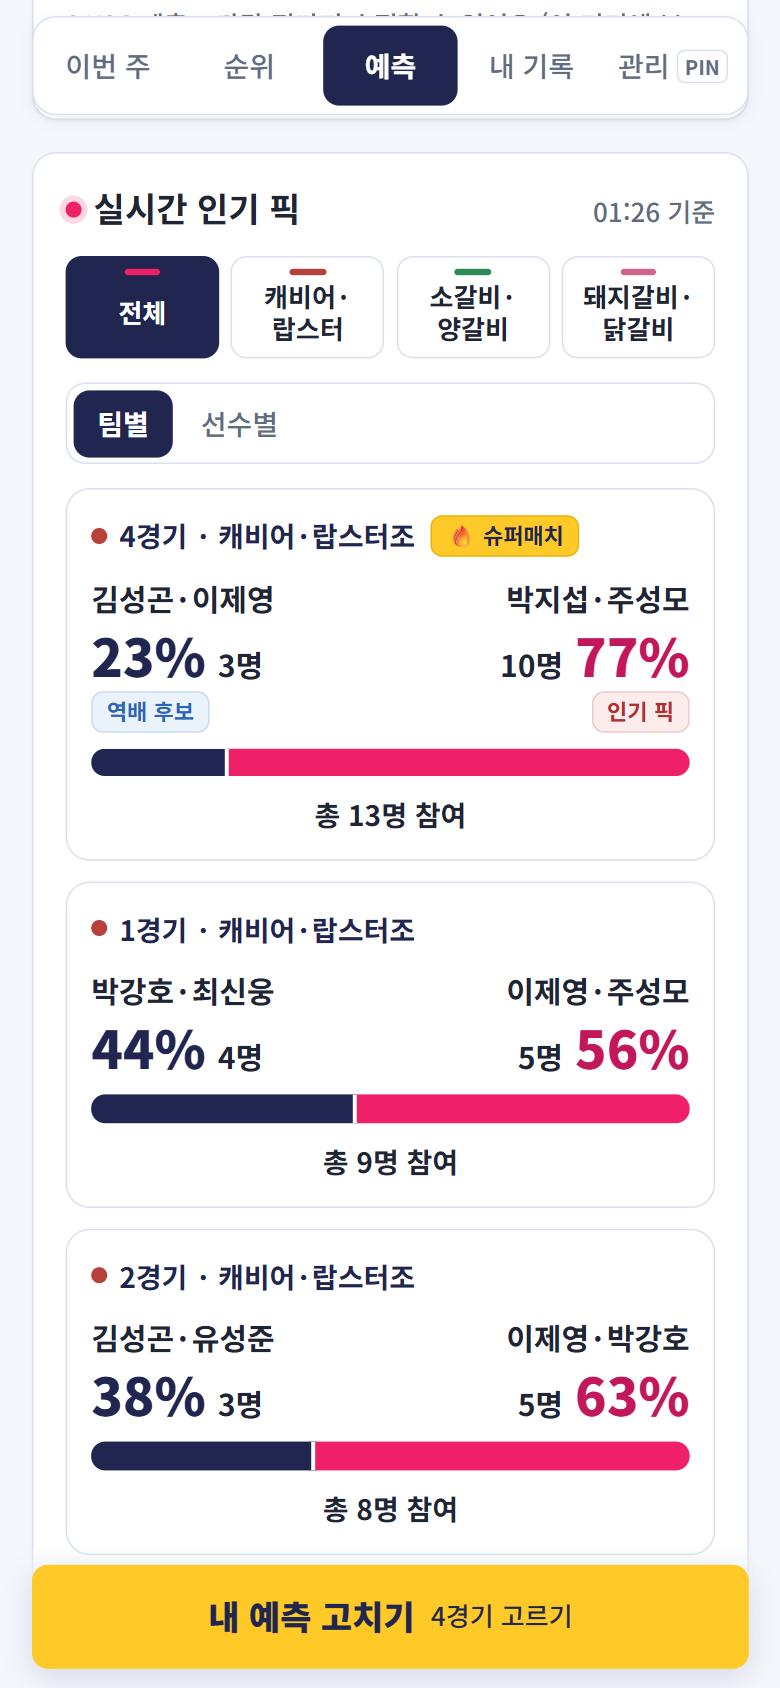 이번 주 순위 예측 내 기록 관리 PIN
실시간 인기 픽 01:26 기준
전체
캐비어·
랍스터
소갈비·
양갈비
돼지갈비·
닭갈비
팀별 선수별
4경기 · 캐비어·랍스터조 🔥 슈퍼매치
김성곤·이제영 박지섭·주성모
23% 3명 10명 77%
역배 후보 인기 픽
총 13명 참여
1경기 · 캐비어·랍스터조
박강호·최신웅 이제영·주성모
44% 4명 5명 56%
총 9명 참여
2경기 · 캐비어·랍스터조
김성곤·유성준 이제영·박강호
38% 3명 5명 63%
총 8명 참여
내 예측 고치기 4경기 고르기